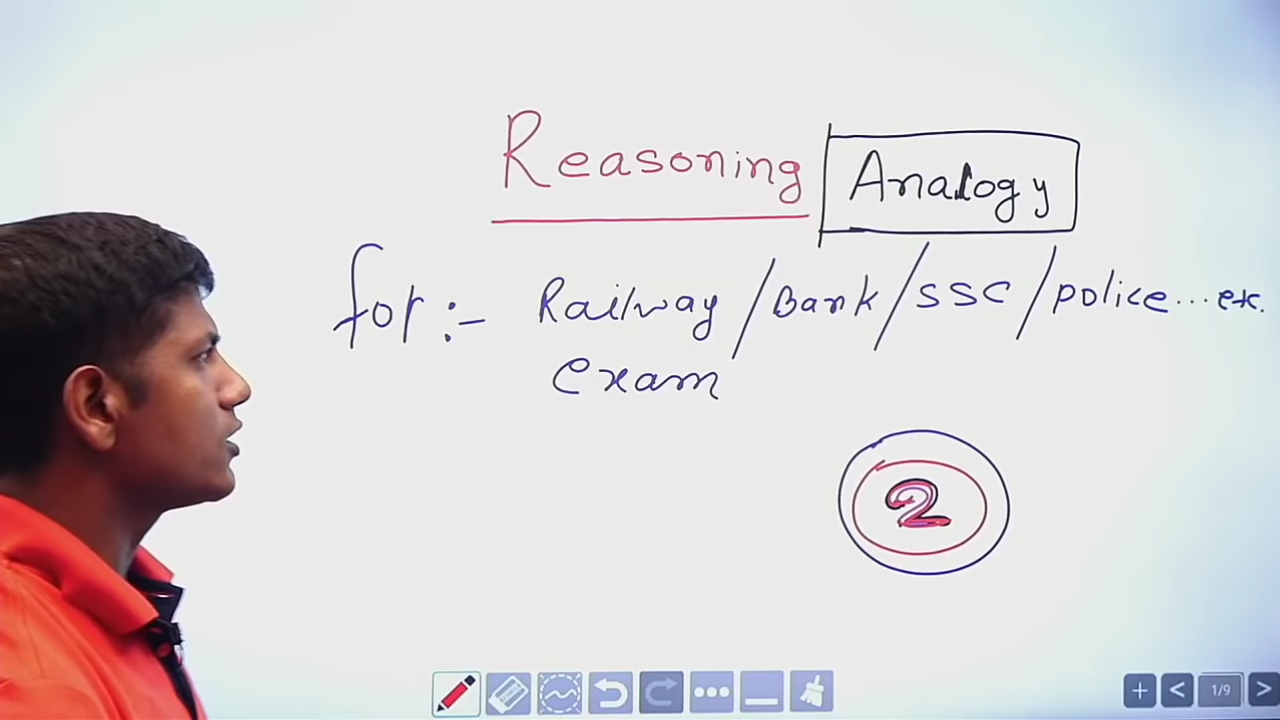 Reasoning Analogy
for:- Railway / Bank / SSC / police... etc.
exam
2
1/9